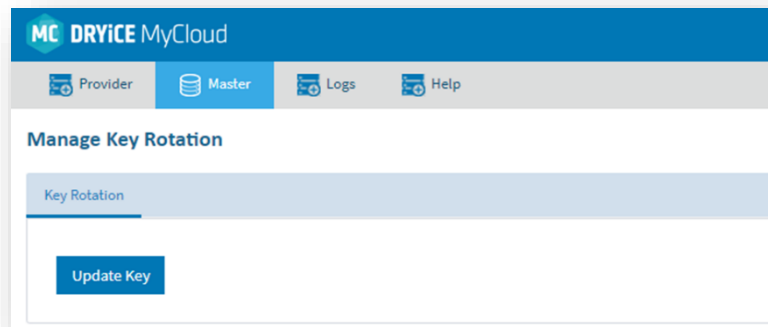 MC DRYiCE MyCloud
Provider Master Logs Help
Manage Key Rotation
Key Rotation
Update Key